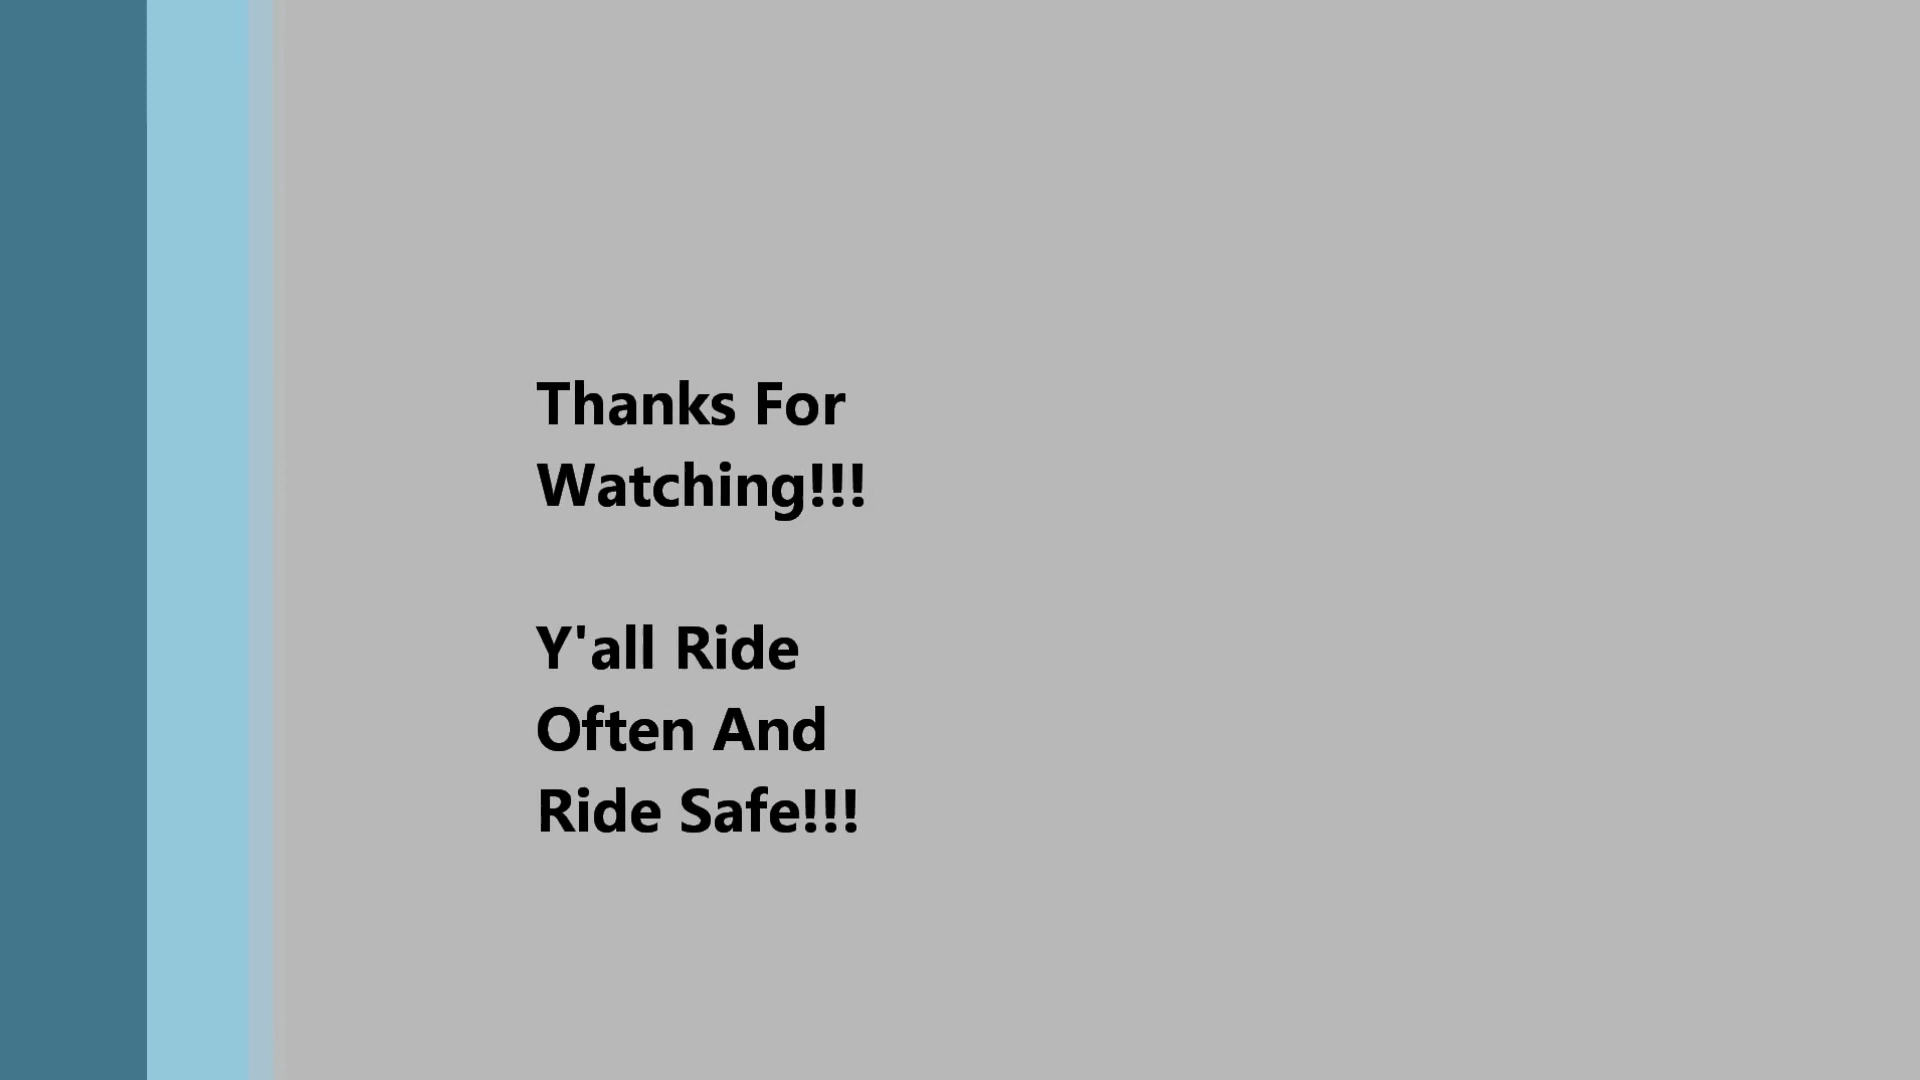 Thanks For
Watching!!!
Y'all Ride
Often And
Ride Safe!!!